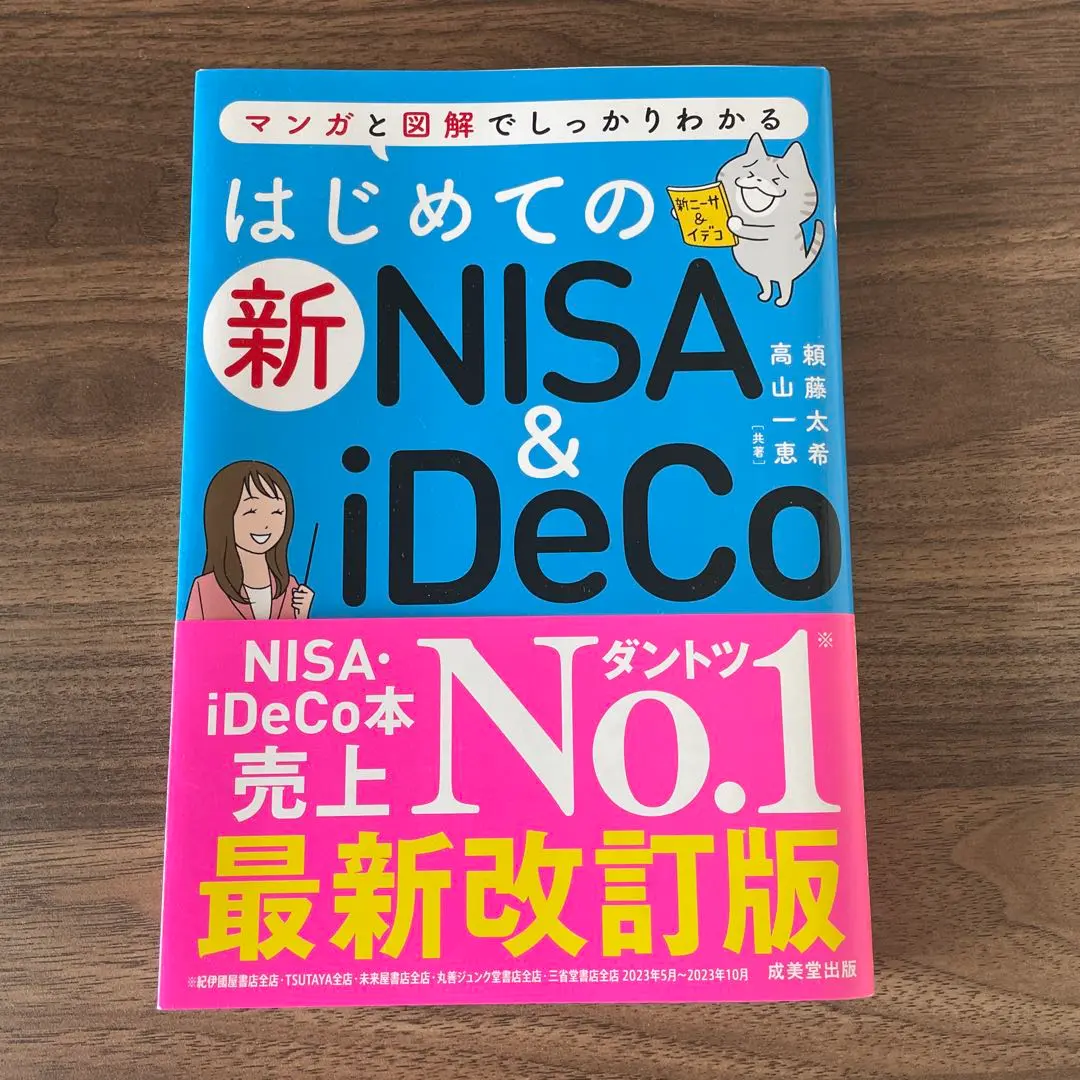 マンガと図解でしっかりわかる
はじめての
新NISA
&
iDeCo
新ニーサ
&
イデコ
頼藤太希
高山一恵
[共著]
NISA・
iDeCo本
売上
ダントツ
No.1※
最新改訂版
※紀伊國屋書店全店・TSUTAYA全店・未来屋書店全店・丸善ジュンク堂書店全店・三省堂書店全店 2023年5月〜2023年10月
成美堂出版